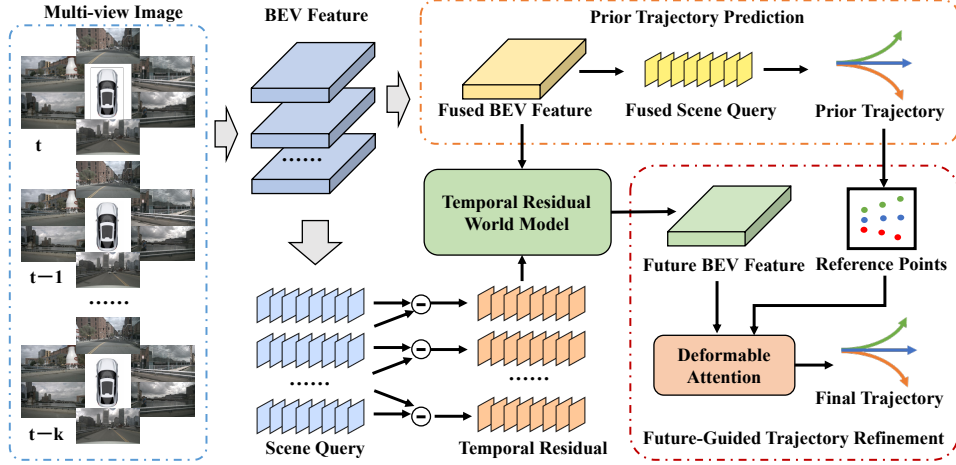 Multi-view Image
t
t−1
......
t−k
BEV Feature
......
Scene Query
......
Temporal Residual
......
Prior Trajectory Prediction
Fused BEV Feature
Fused Scene Query
Prior Trajectory
Temporal Residual
World Model
Future BEV Feature
Reference Points
Deformable
Attention
Final Trajectory
Future-Guided Trajectory Refinement